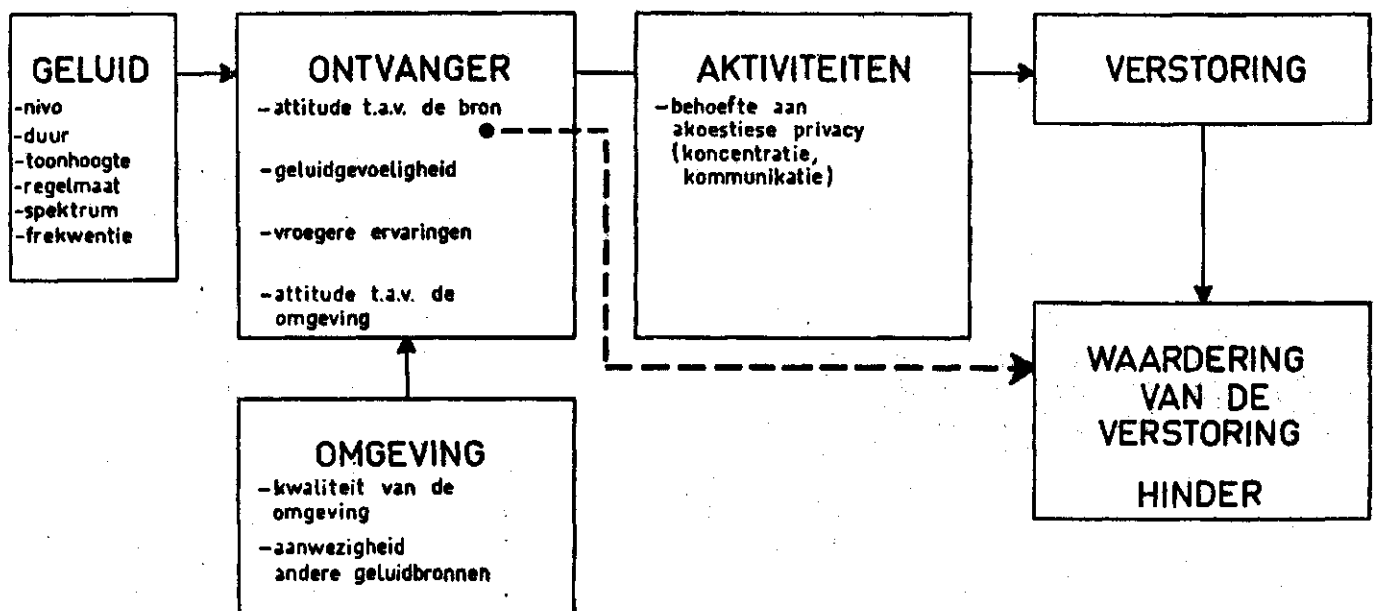 GELUID
-nivo
-duur
-toonhoogte
-regelmaat
-spektrum
-frekwentie
ONTVANGER
-attitude t.a.v. de bron
-geluidgevoeligheid
-vroegere ervaringen
-attitude t.a.v. de
omgeving
AKTIVITEITEN
-behoefte aan
akoestiese privacy
(koncentratie,
kommunikatie)
VERSTORING
OMGEVING
-kwaliteit van de
omgeving
-aanwezigheid
andere geluidbronnen
WAARDERING
VAN DE
VERSTORING
HINDER